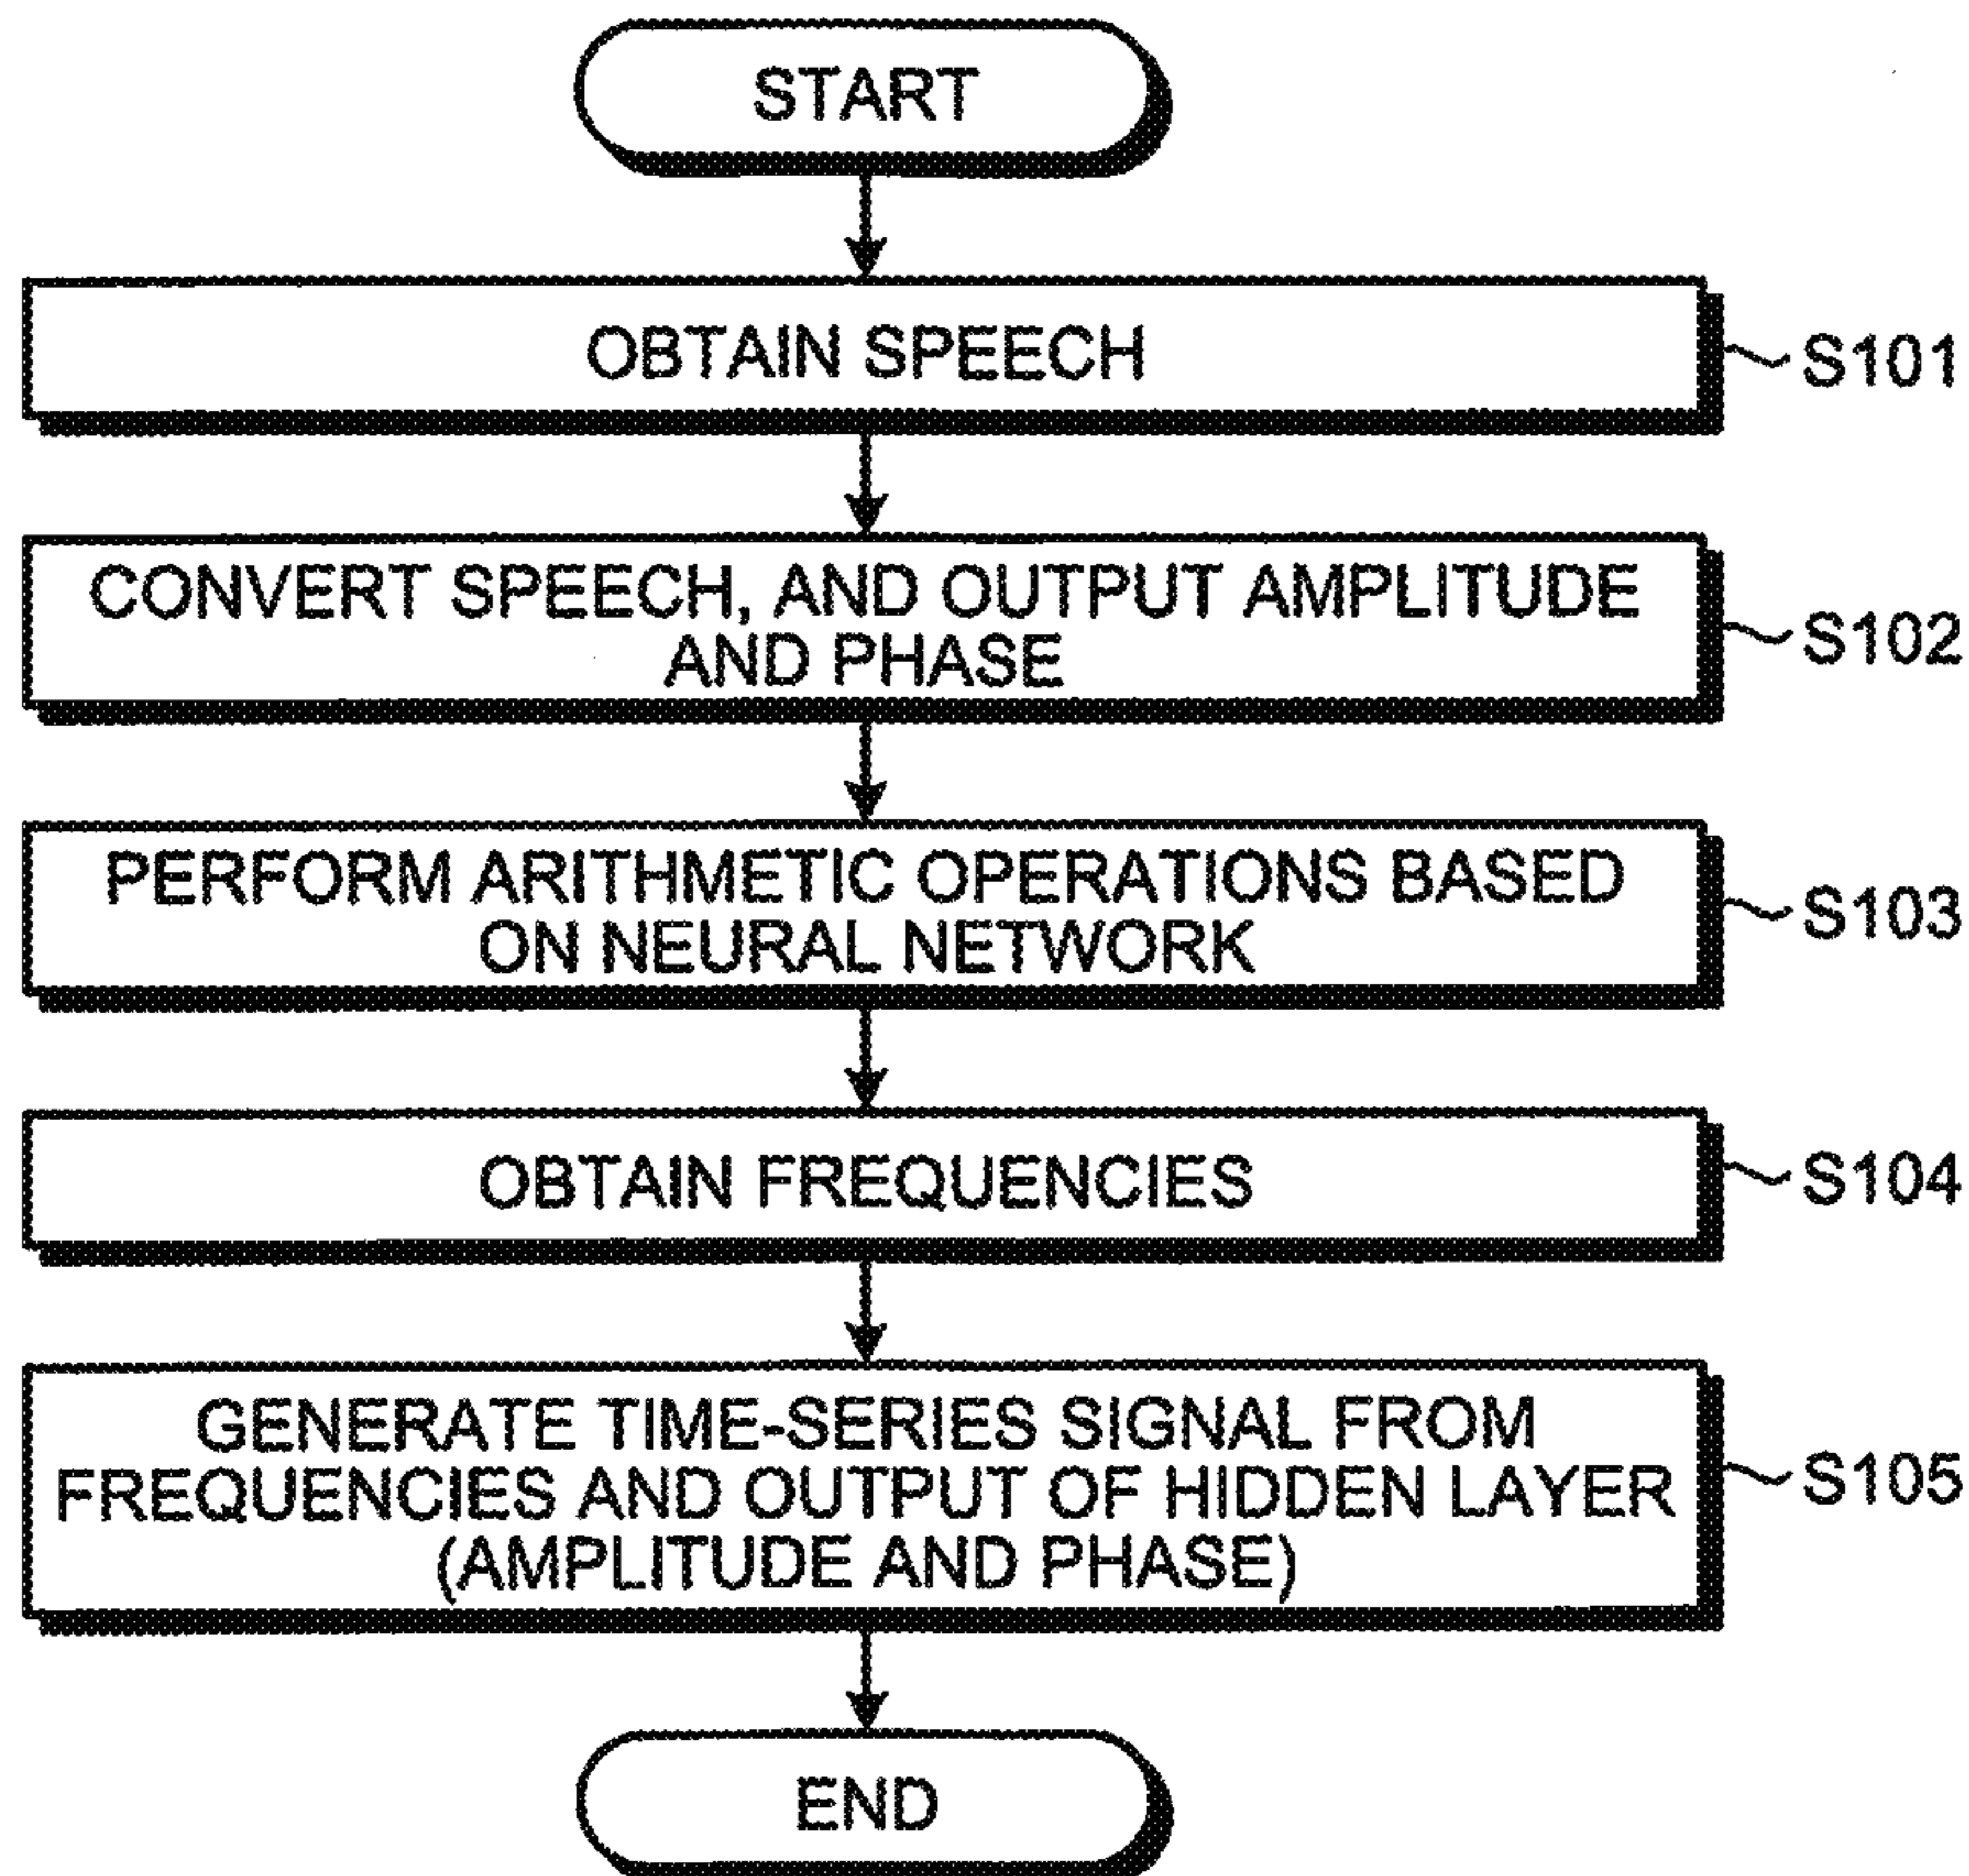 START
OBTAIN SPEECH
S101
CONVERT SPEECH, AND OUTPUT AMPLITUDE
AND PHASE
S102
PERFORM ARITHMETIC OPERATIONS BASED
ON NEURAL NETWORK
S103
OBTAIN FREQUENCIES
S104
GENERATE TIME-SERIES SIGNAL FROM
FREQUENCIES AND OUTPUT OF HIDDEN LAYER
(AMPLITUDE AND PHASE)
S105
END